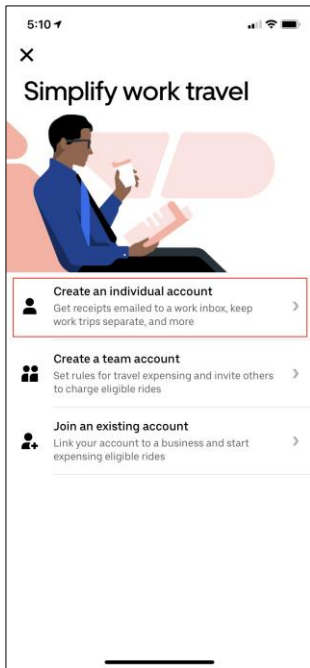 5:10
Simplify work travel
Create an individual account
Get receipts emailed to a work inbox, keep
work trips separate, and more
Create a team account
Set rules for travel expensing and invite others
to charge eligible rides
Join an existing account
Link your account to a business and start
expensing eligible rides